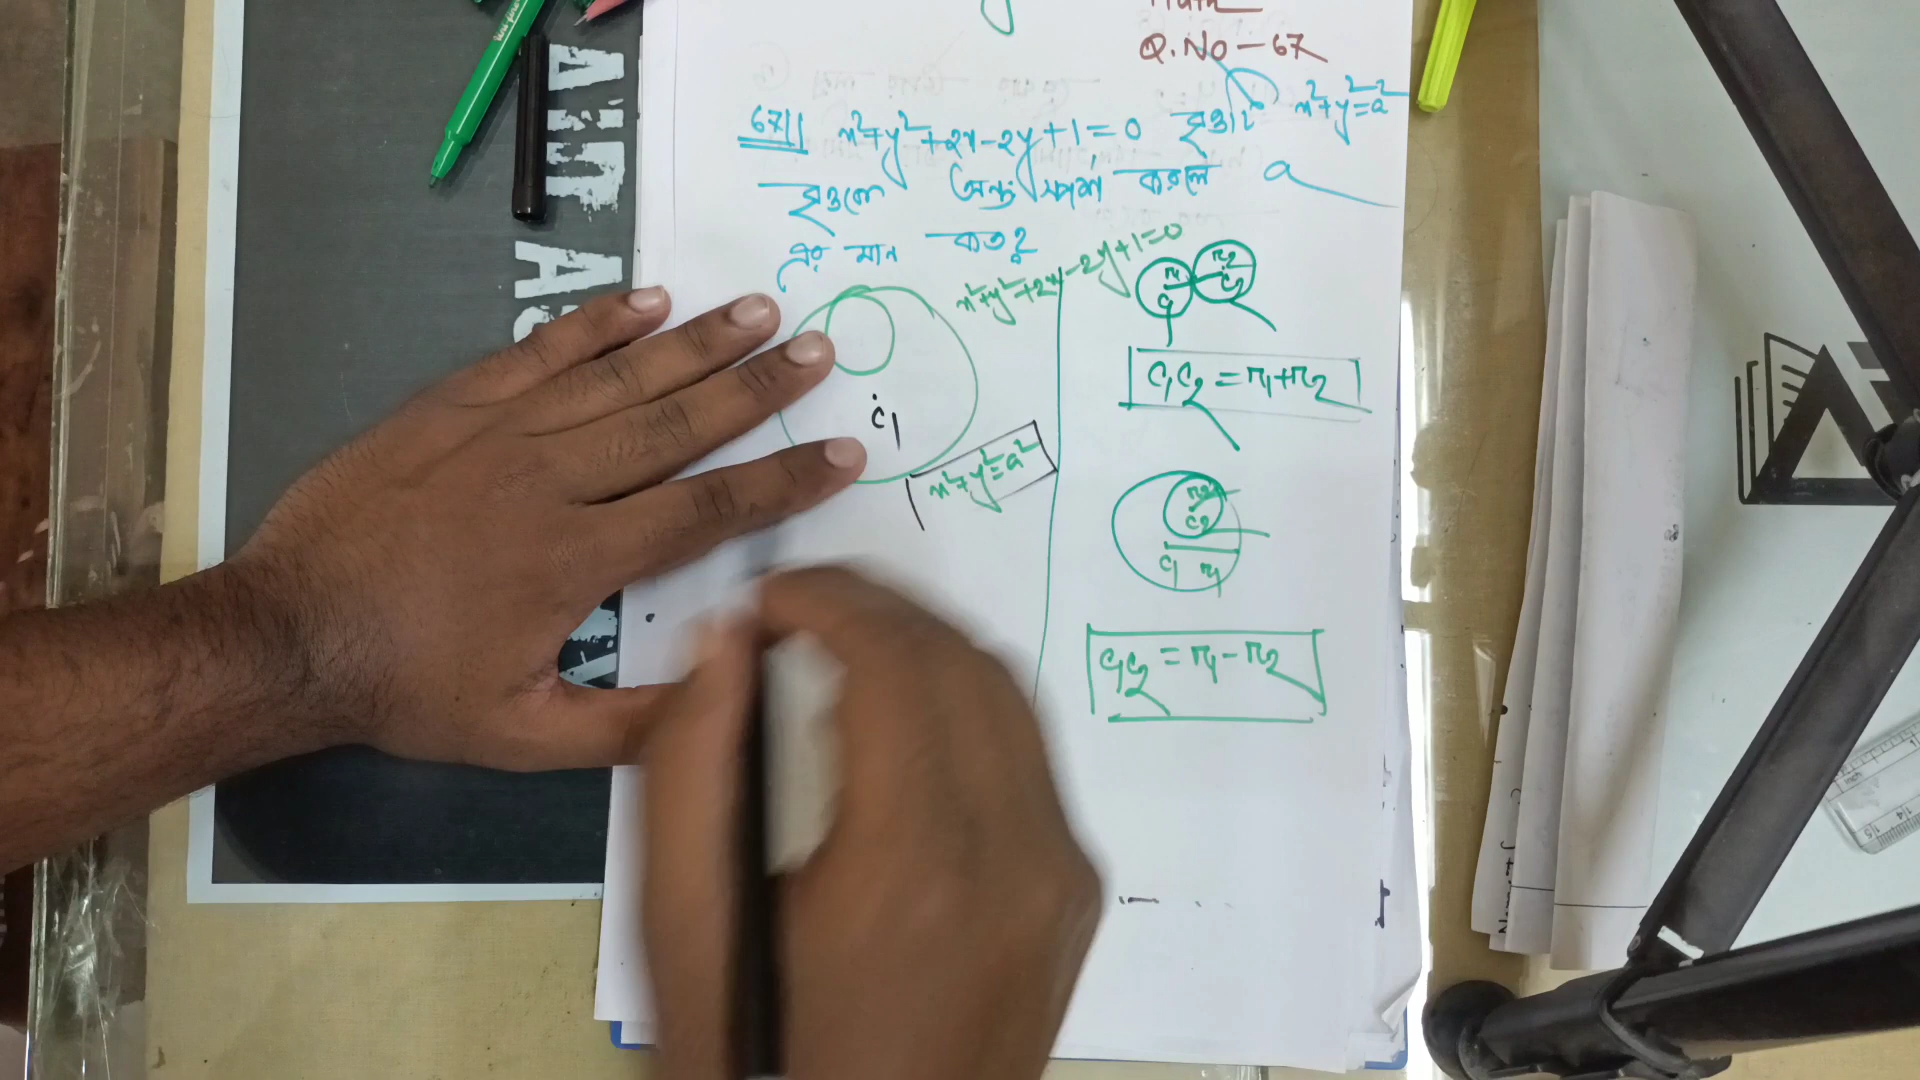 Math
Q. No - 67
67|| x²+y²+2x-2y+1=0 বৃত্তটি x²+y²=a²
বৃত্তকে অন্তঃস্পর্শ করলে a
এর মান কত?
x²+y²+2x-2y+1=0
r₁ c₁ r₂ c₂
c₁c₂ = r₁+r₂
c₁
x²+y²=a²
r₂
c₂
c₁ r₁
c₁c₂ = r₁-r₂